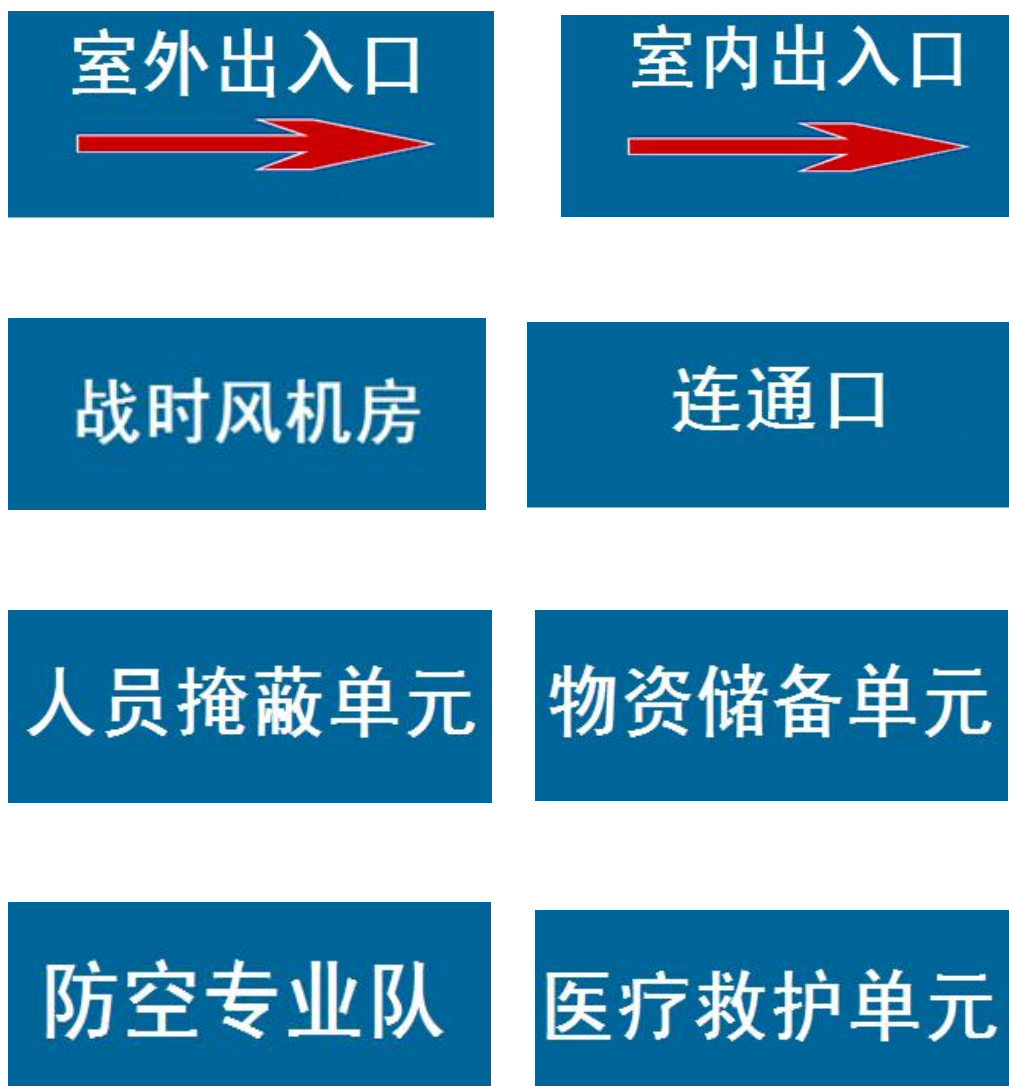 室外出入口
室内出入口
战时风机房
连通口
人员掩蔽单元
物资储备单元
防空专业队
医疗救护单元